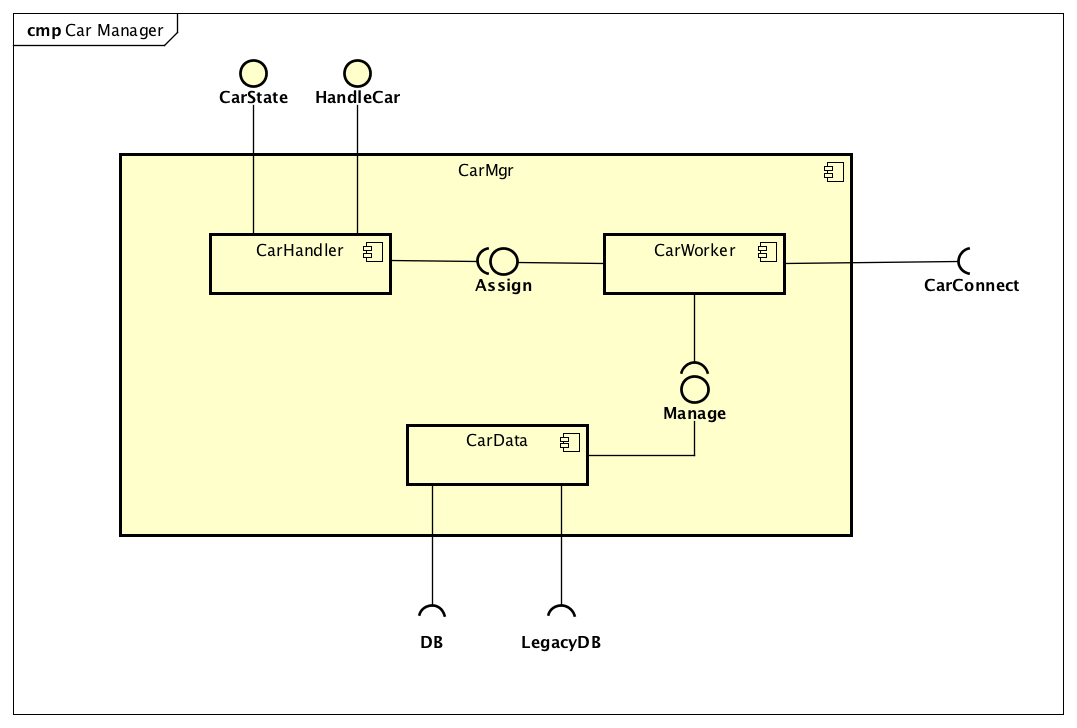 cmp Car Manager
CarState
HandleCar
CarMgr
CarHandler
CarWorker
Assign
CarConnect
Manage
CarData
DB
LegacyDB